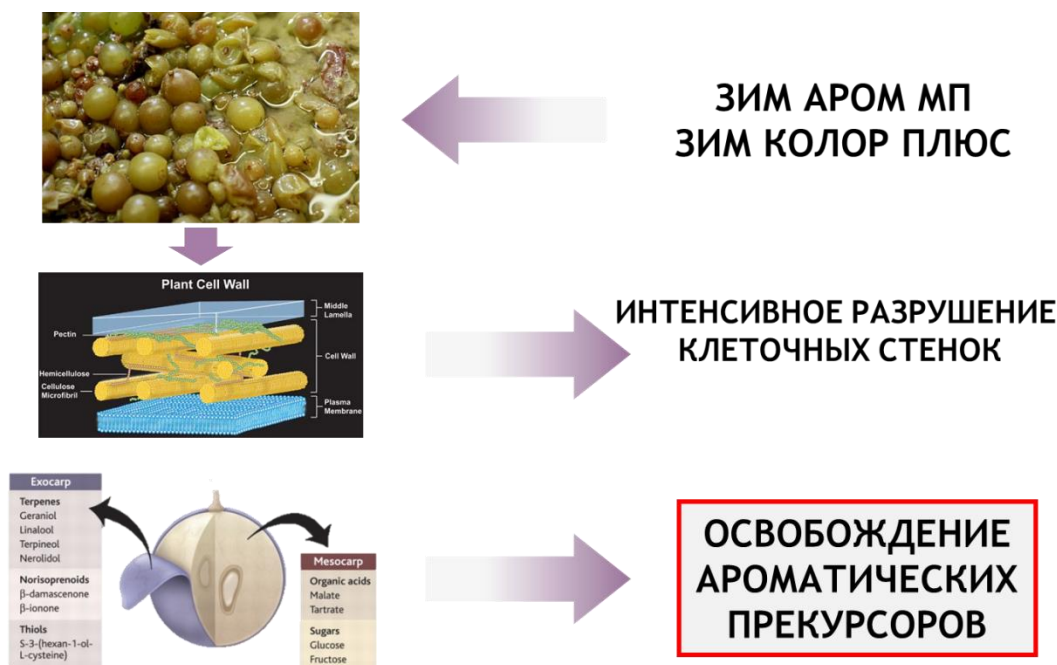 ЗИМ АРОМ МП
ЗИМ КОЛОР ПЛЮС
Plant Cell Wall
Middle
Lamella
Pectin
Cell Wall
Hemicellulose
Cellulose
Microfibril
Plasma
Membrane
ИНТЕНСИВНОЕ РАЗРУШЕНИЕ
КЛЕТОЧНЫХ СТЕНОК
Exocarp
Terpenes
Geraniol
Linalool
Terpineol
Nerolidol
Norisoprenoids
β-damascenone
β-ionone
Thiols
S-3-(hexan-1-ol-
L-cysteine)
Mesocarp
Organic acids
Malate
Tartrate
Sugars
Glucose
Fructose
ОСВОБОЖДЕНИЕ
АРОМАТИЧЕСКИХ
ПРЕКУРСОРОВ